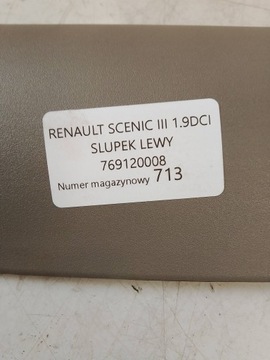 RENAULT SCENIC III 1.9DCI
SLUPEK LEWY
769120008
Numer magazynowy 713